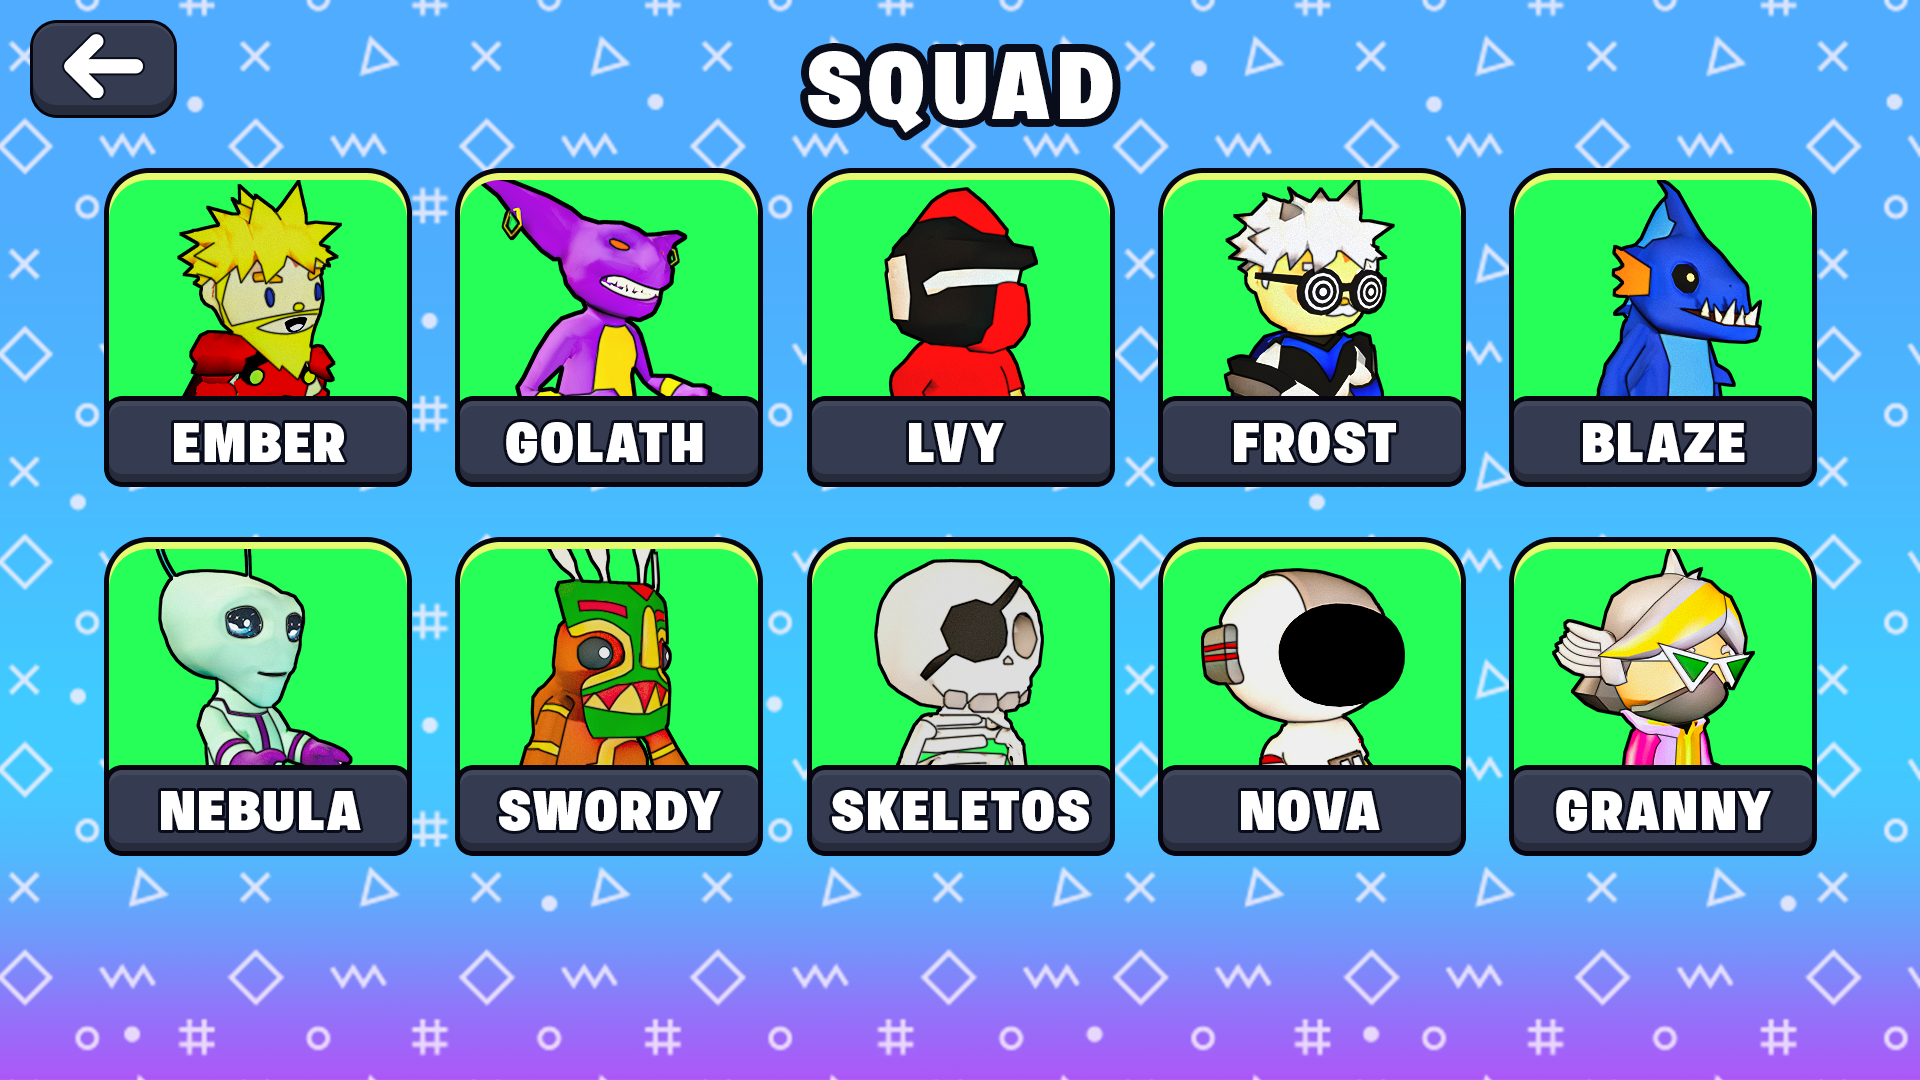 SQUAD
EMBER
GOLATH
LVY
FROST
BLAZE
NEBULA
SWORDY
SKELETOS
NOVA
GRANNY